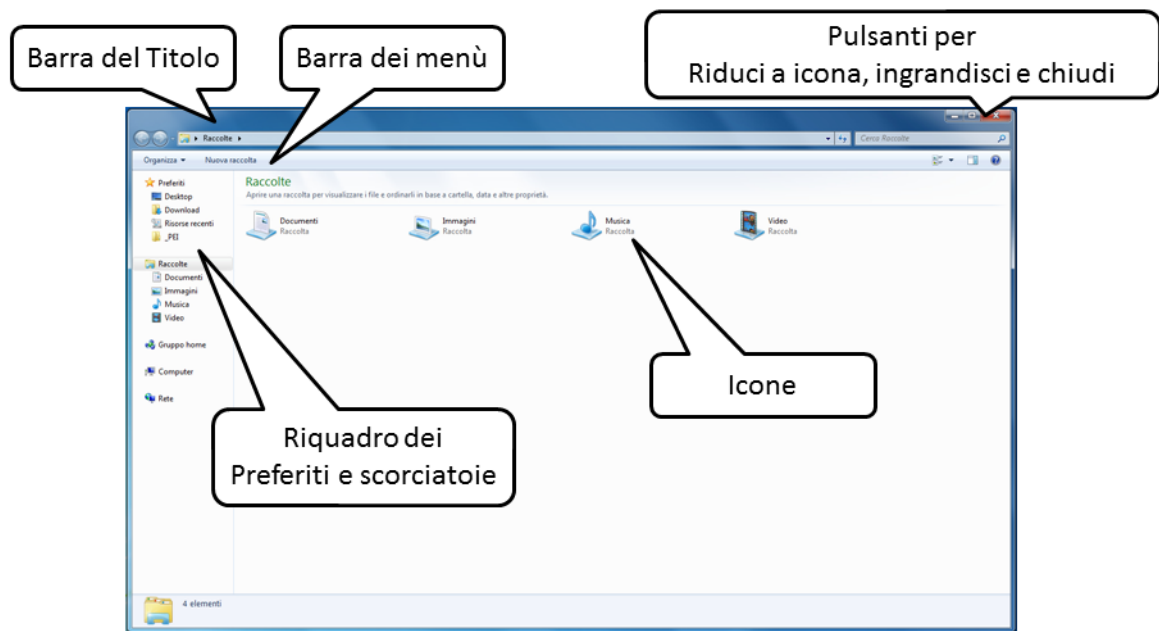 Barra del Titolo
Barra dei menù
Pulsanti per
Riduci a icona, ingrandisci e chiudi
Raccolte
Cerca Raccolte
Organizza
Nuova raccolta
Preferiti
Desktop
Download
Risorse recenti
_PEI
Raccolte
Documenti
Immagini
Musica
Video
Gruppo home
Computer
Rete
Raccolte
Aprire una raccolta per visualizzare i file e ordinarli in base a cartella, data e altre proprietà.
Documenti
Raccolta
Immagini
Raccolta
Musica
Raccolta
Video
Raccolta
Icone
Riquadro dei
Preferiti e scorciatoie
4 elementi